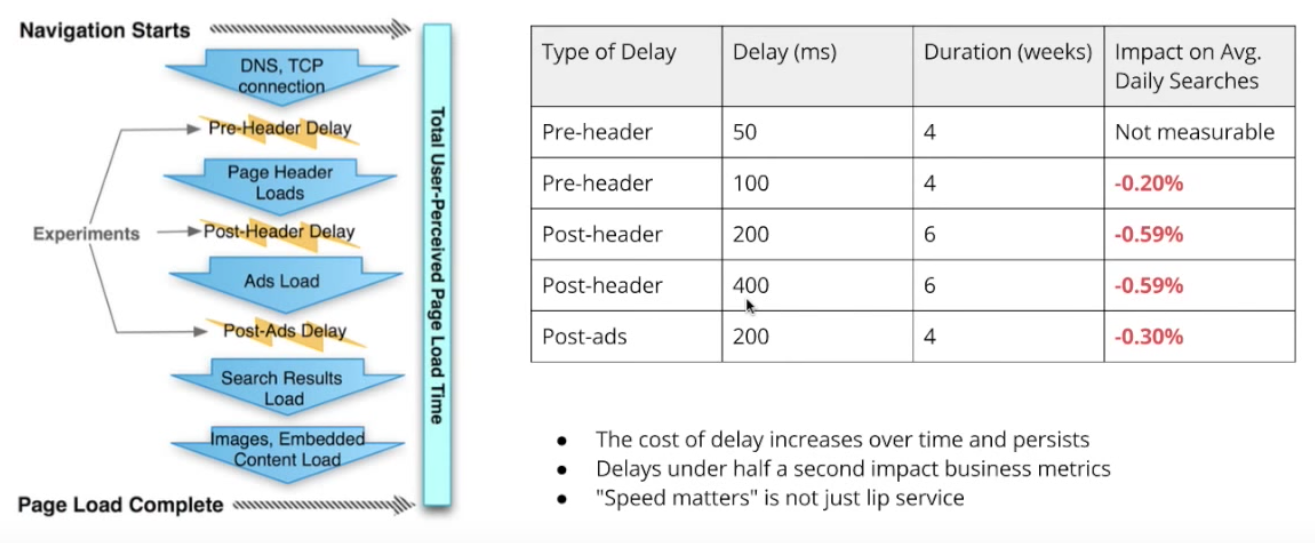 Navigation Starts
DNS, TCP
connection
Pre-Header Delay
Page Header
Loads
Experiments
Post-Header Delay
Ads Load
Post-Ads Delay
Search Results
Load
Images, Embedded
Content Load
Page Load Complete
Total User-Perceived Page Load Time
Type of Delay Delay (ms) Duration (weeks) Impact on Avg.
Daily Searches
Pre-header 50 4 Not measurable
Pre-header 100 4 -0.20%
Post-header 200 6 -0.59%
Post-header 400 6 -0.59%
Post-ads 200 4 -0.30%
• The cost of delay increases over time and persists
• Delays under half a second impact business metrics
• "Speed matters" is not just lip service